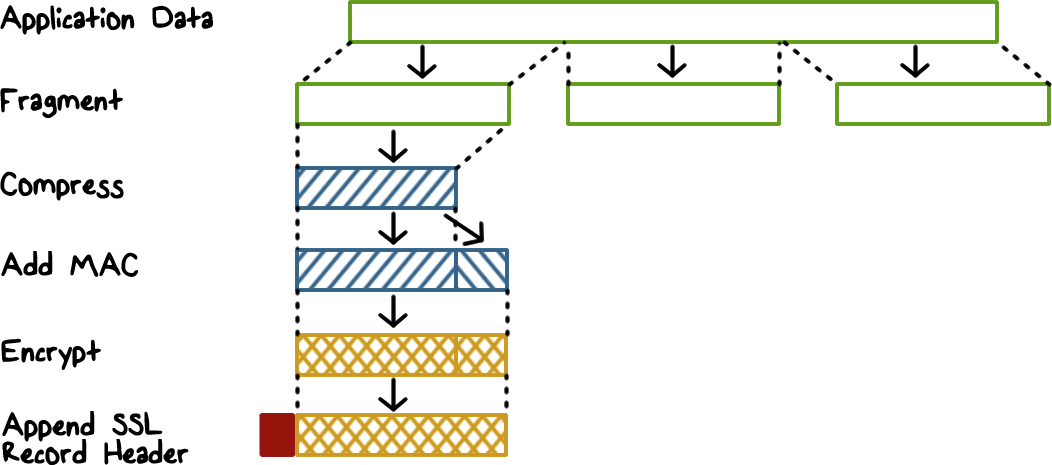 Application Data
Fragment
Compress
Add MAC
Encrypt
Append SSL
Record Header